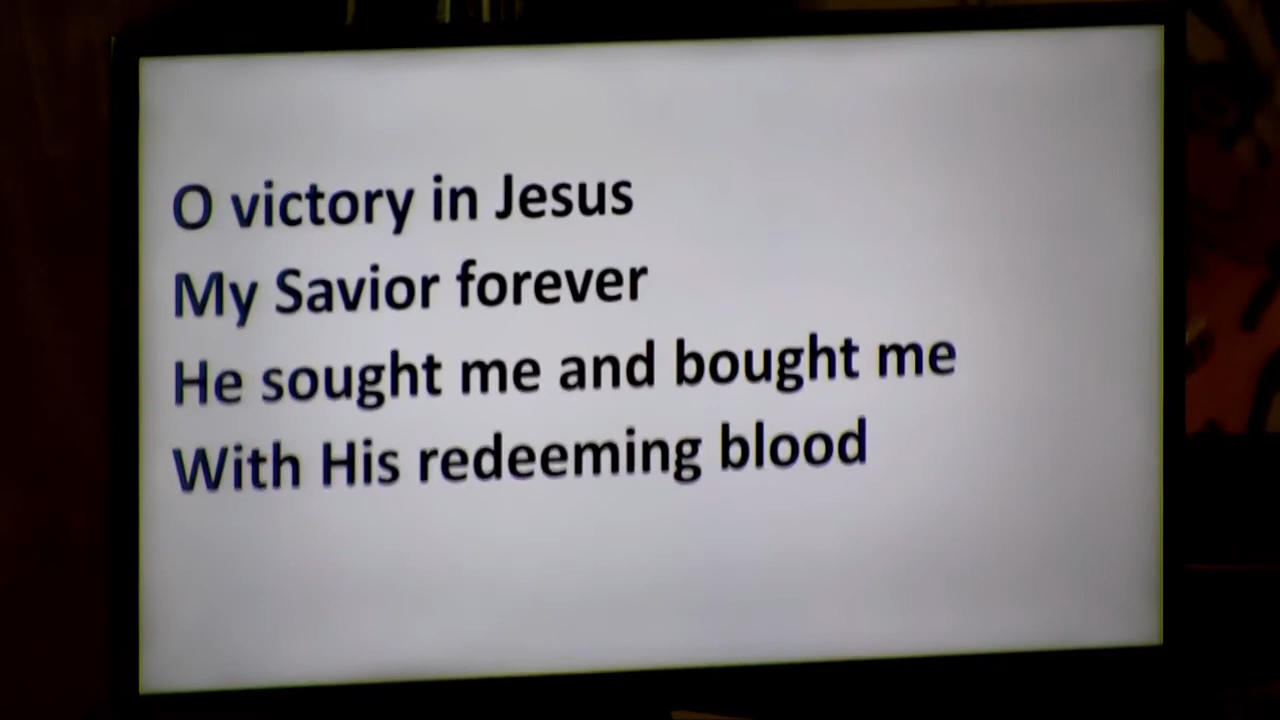 O victory in Jesus
My Savior forever
He sought me and bought me
With His redeeming blood